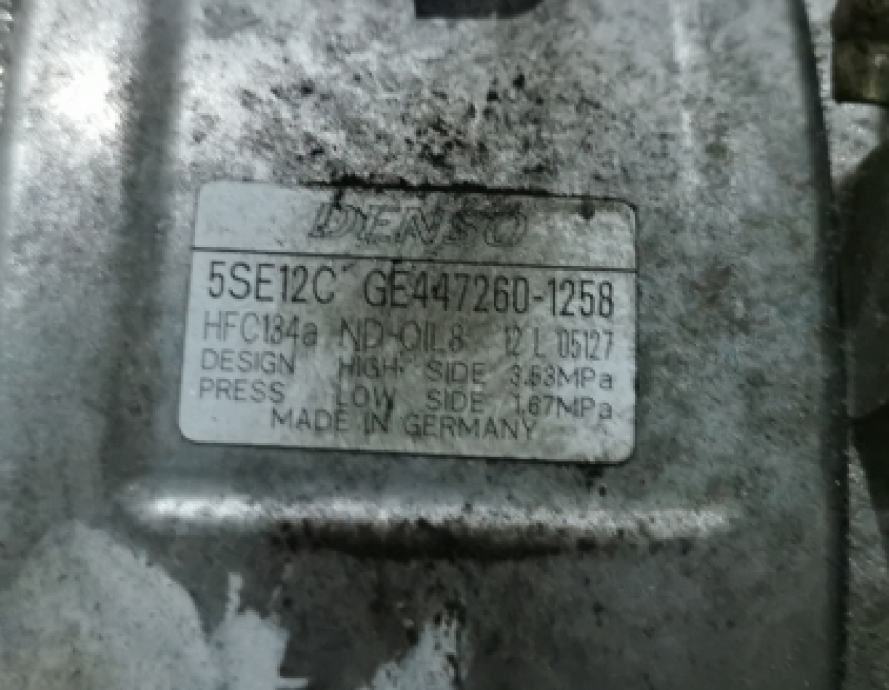 DENSO
5SE12C GE447260-1258
HFC134a ND-OIL8 12 L 05127
DESIGN HIGH SIDE 3.53MPa
PRESS LOW SIDE 1.67MPa
MADE IN GERMANY